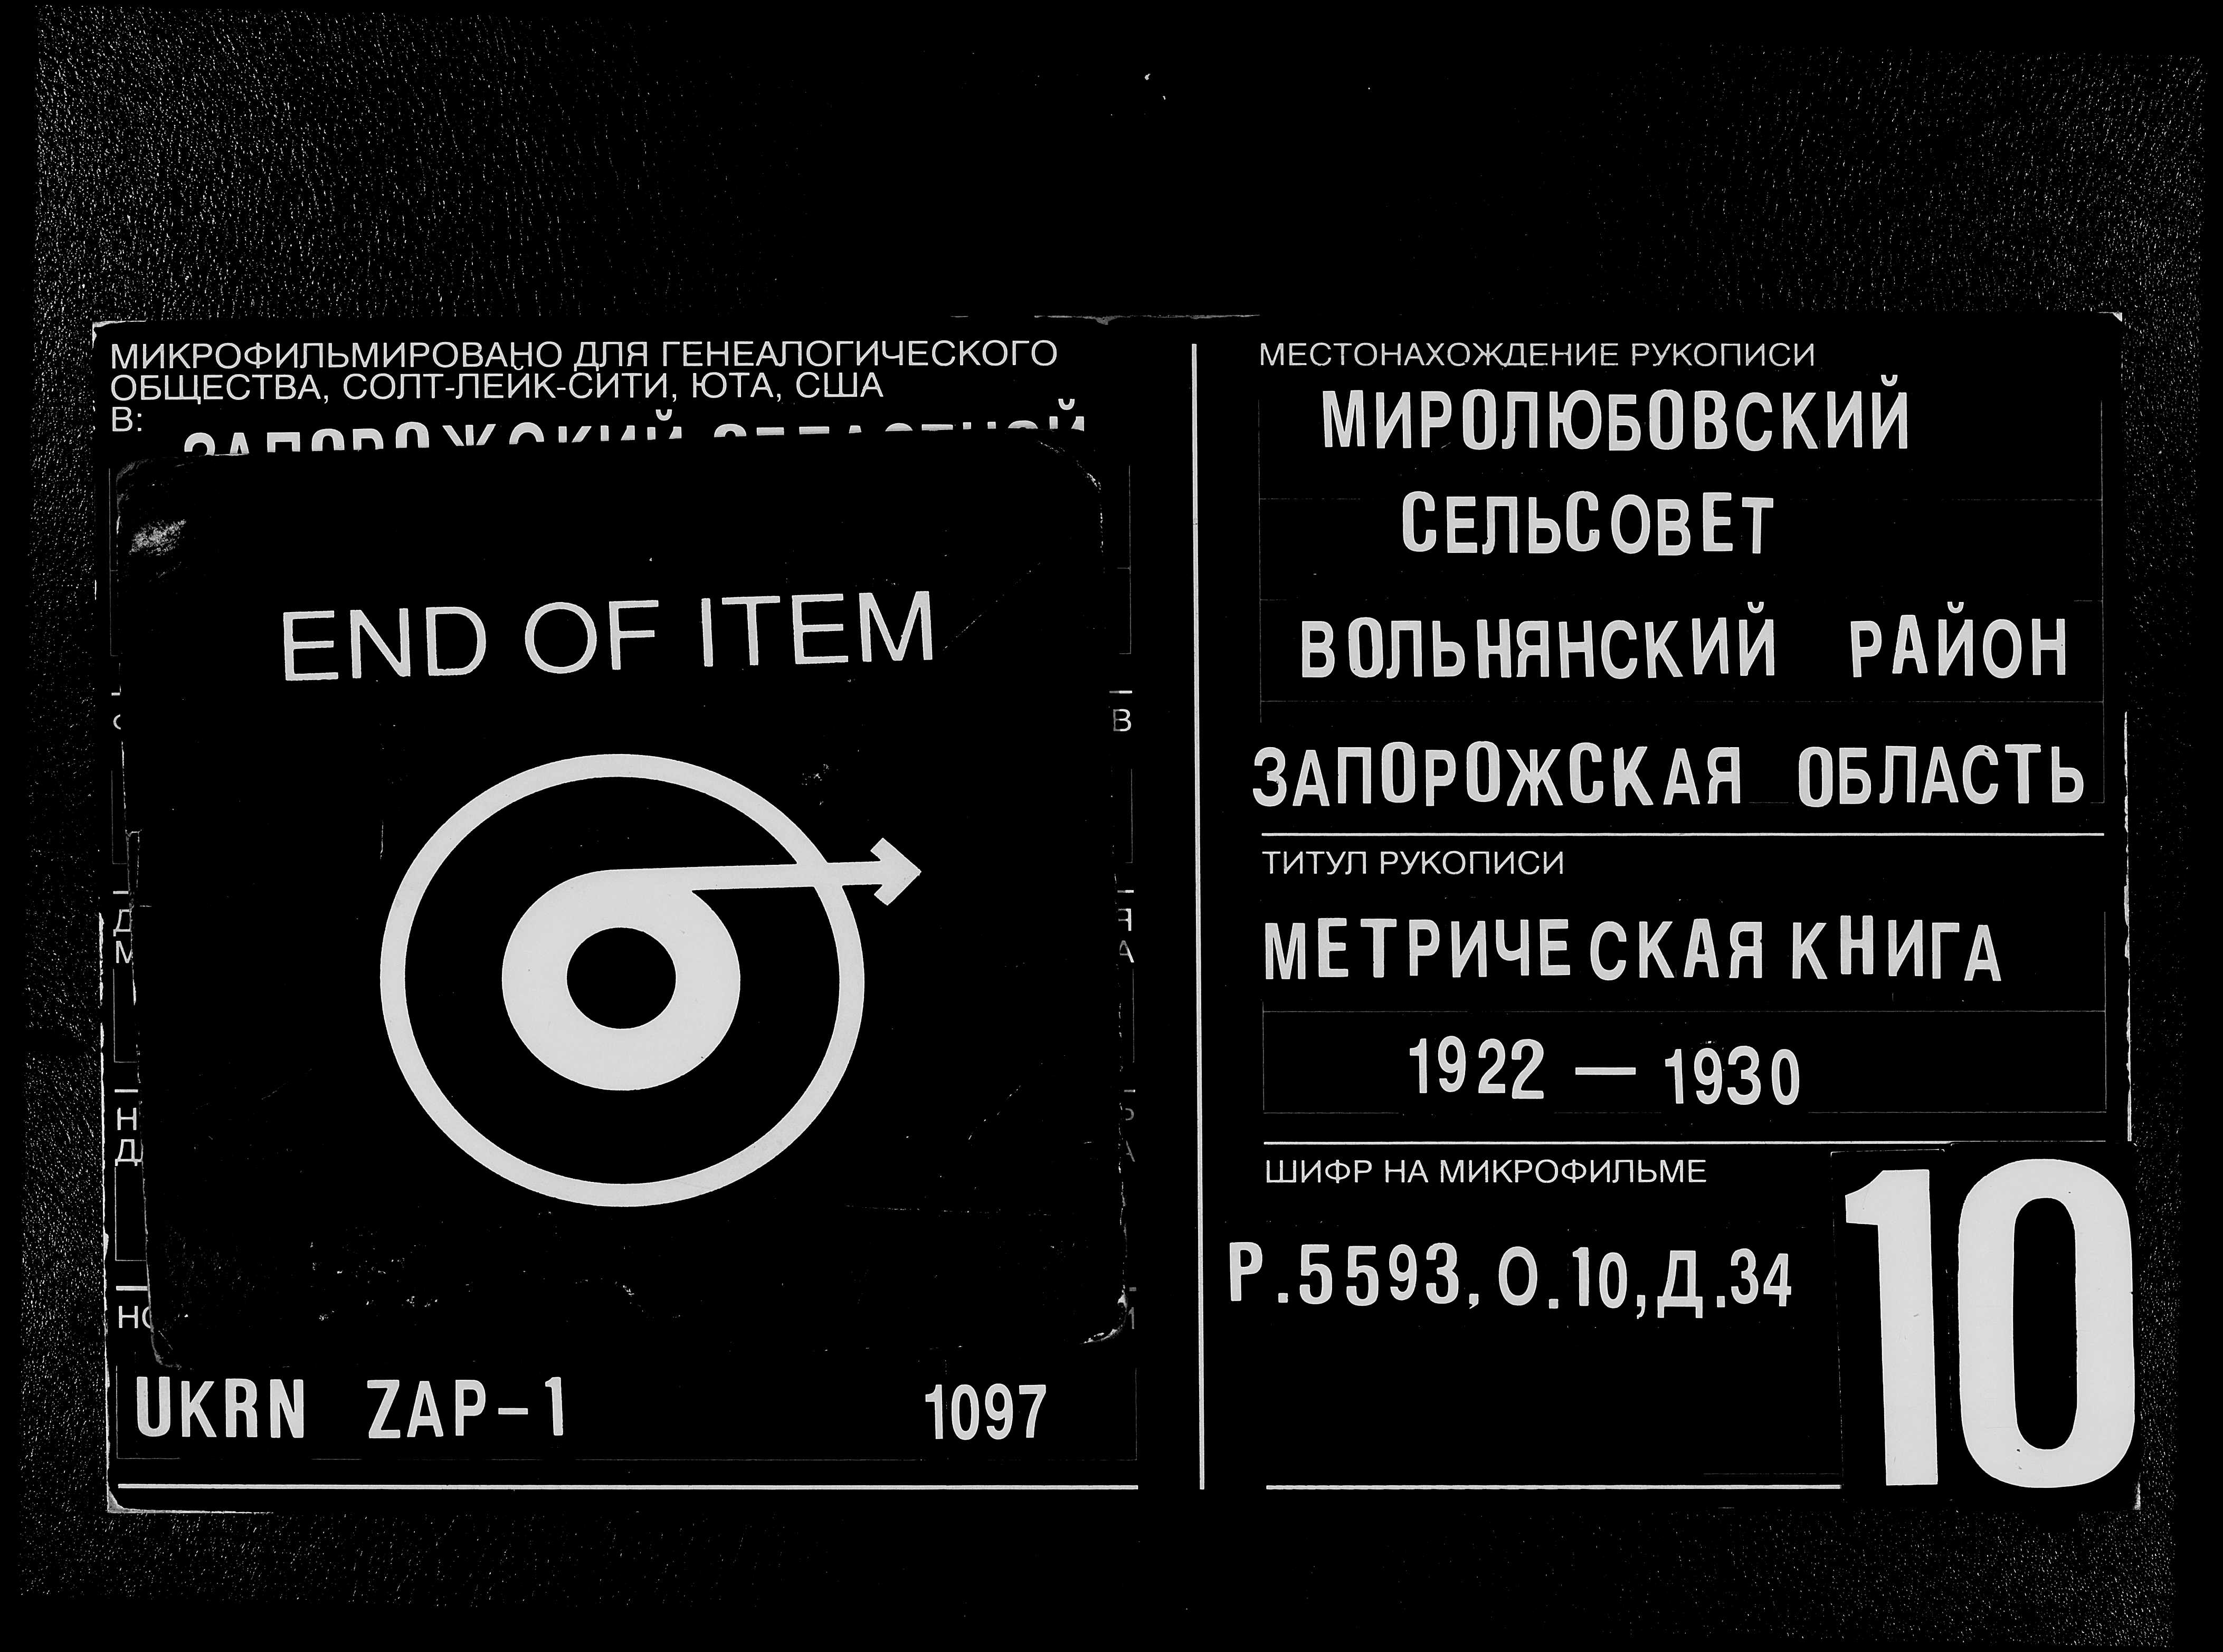 МИКРОФИЛЬМИРОВАНО ДЛЯ ГЕНЕАЛОГИЧЕСКОГО
ОБЩЕСТВА, СОЛТ-ЛЕЙК-СИТИ, ЮТА, США
В:
END OF ITEM
UKRN ZAP-1 1097
МЕСТОНАХОЖДЕНИЕ РУКОПИСИ
МИРОЛЮБОВСКИЙ
СЕЛЬСОВЕТ
ВОЛЬНЯНСКИЙ РАЙОН
ЗАПОРОЖСКАЯ ОБЛАСТЬ
ТИТУЛ РУКОПИСИ
МЕТРИЧЕСКАЯ КНИГА
1922 — 1930
ШИФР НА МИКРОФИЛЬМЕ
Р.5593, О.10, Д.34
10